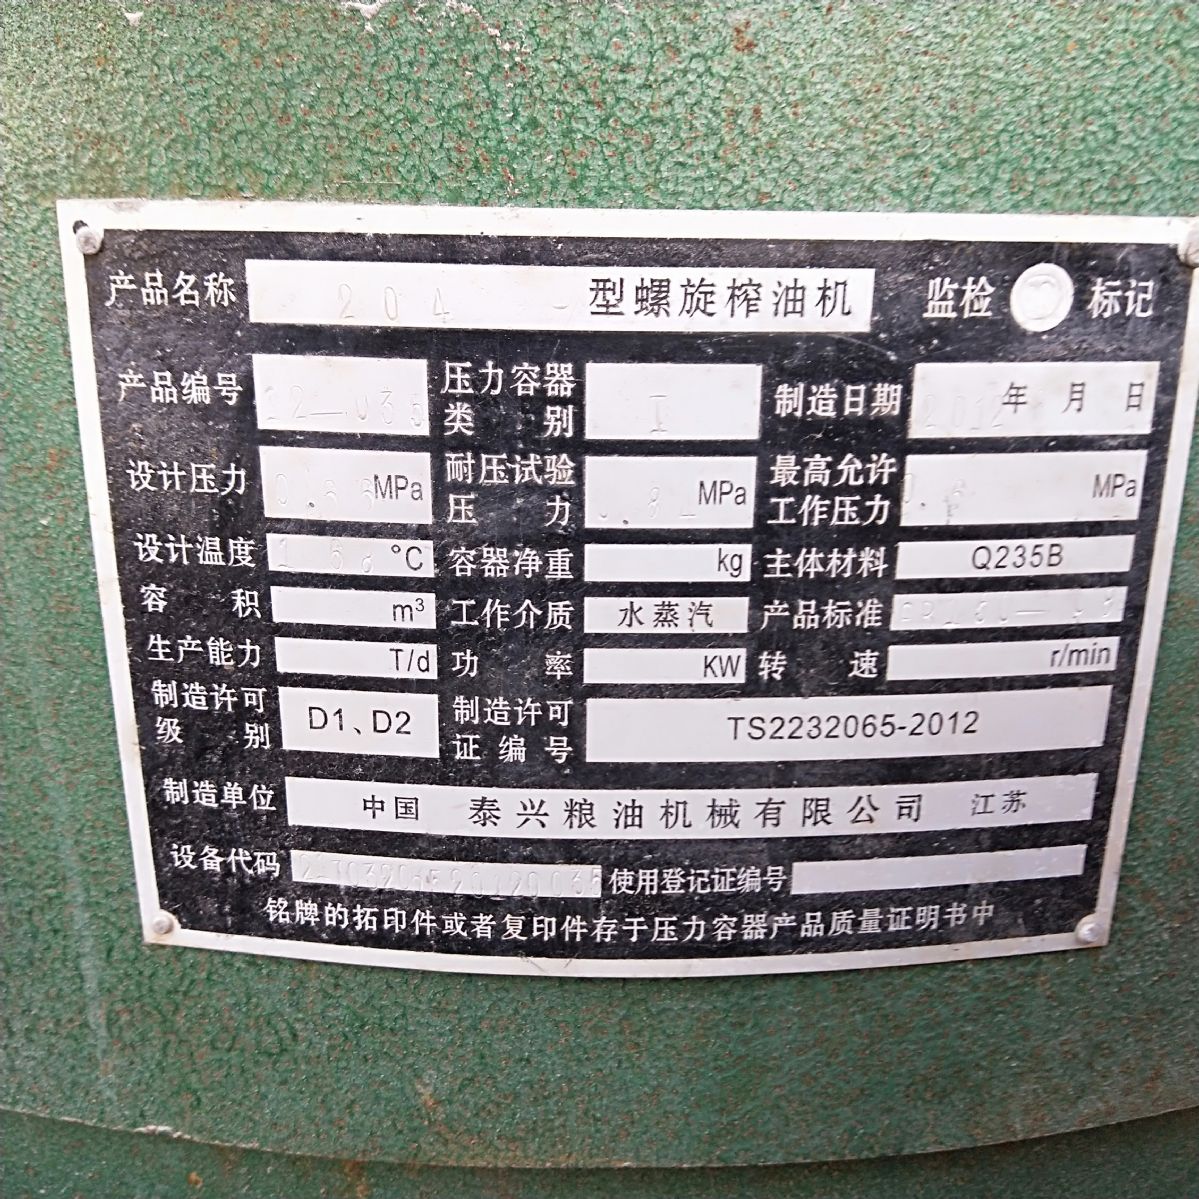 产品名称 204 - 型螺旋榨油机 监检 标记
产品编号 12—035 压力容器类别 I 制造日期 2012 年 月 日
设计压力 MPa 耐压试验压力 MPa 最高允许工作压力 MPa
设计温度 °C 容器净重 kg 主体材料 Q235B
容积 m³ 工作介质 水蒸汽 产品标准
生产能力 T/d 功率 KW 转速 r/min
制造许可级别 D1、D2 制造许可证编号 TS2232065-2012
制造单位 中国 泰兴粮油机械有限公司 江苏
设备代码 使用登记证编号
铭牌的拓印件或者复印件存于压力容器产品质量证明书中